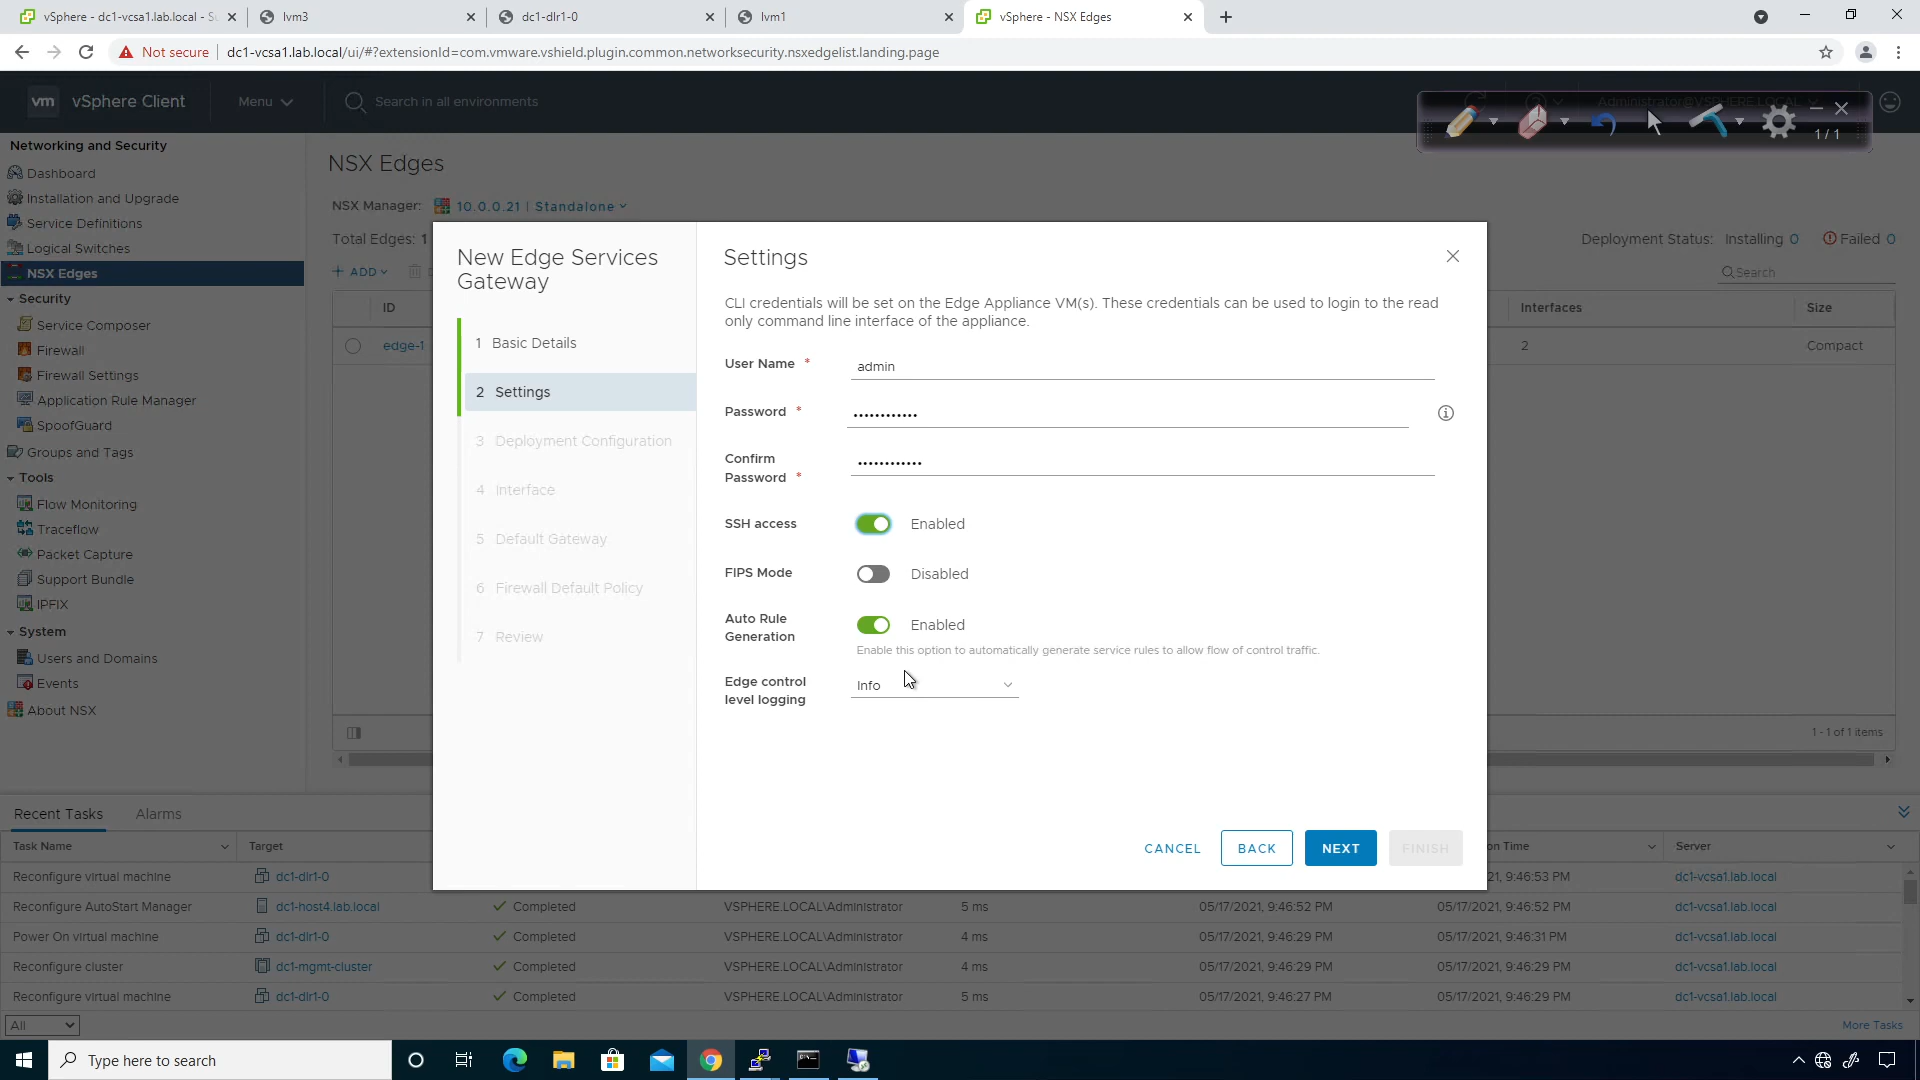 vSphere - dc1-vcsa1.lab.local - Su
lvm3
dc1-dlr1-0
lvm1
vSphere - NSX Edges
Not secure
dc1-vcsa1.lab.local/ui/#?extensionId=com.vmware.vshield.plugin.common.networksecurity.nsxedgelist.landing.page
vm vSphere Client
Menu
Search in all environments
Administrator@VSPHERE.LOCAL
1 / 1
Networking and Security
Dashboard
Installation and Upgrade
Service Definitions
Logical Switches
NSX Edges
Security
Service Composer
Firewall
Firewall Settings
Application Rule Manager
SpoofGuard
Groups and Tags
Tools
Flow Monitoring
Traceflow
Packet Capture
Support Bundle
IPFIX
System
Users and Domains
Events
About NSX
NSX Edges
NSX Manager: 10.0.0.21 | Standalone
Total Edges: 1
Deployment Status: Installing 0 Failed 0
ADD
Search
ID
Interfaces
Size
edge-1
2
Compact
1 - 1 of 1 items
New Edge Services
Gateway
1 Basic Details
2 Settings
3 Deployment Configuration
4 Interface
5 Default Gateway
6 Firewall Default Policy
7 Review
Settings
CLI credentials will be set on the Edge Appliance VM(s). These credentials can be used to login to the read
only command line interface of the appliance.
User Name * admin
Password * ••••••••••••
Confirm
Password * ••••••••••••
SSH access Enabled
FIPS Mode Disabled
Auto Rule
Generation Enabled
Enable this option to automatically generate service rules to allow flow of control traffic.
Edge control
level logging Info
CANCEL BACK NEXT FINISH
Recent Tasks Alarms
Task Name Target on Time Server
Reconfigure virtual machine dc1-dlr1-0 21, 9:46:53 PM dc1-vcsa1.lab.local
Reconfigure AutoStart Manager dc1-host4.lab.local Completed VSPHERE.LOCAL\Administrator 5 ms 05/17/2021, 9:46:52 PM 05/17/2021, 9:46:52 PM dc1-vcsa1.lab.local
Power On virtual machine dc1-dlr1-0 Completed VSPHERE.LOCAL\Administrator 4 ms 05/17/2021, 9:46:29 PM 05/17/2021, 9:46:31 PM dc1-vcsa1.lab.local
Reconfigure cluster dc1-mgmt-cluster Completed VSPHERE.LOCAL\Administrator 4 ms 05/17/2021, 9:46:29 PM 05/17/2021, 9:46:29 PM dc1-vcsa1.lab.local
Reconfigure virtual machine dc1-dlr1-0 Completed VSPHERE.LOCAL\Administrator 5 ms 05/17/2021, 9:46:27 PM 05/17/2021, 9:46:29 PM dc1-vcsa1.lab.local
All
More Tasks
Type here to search